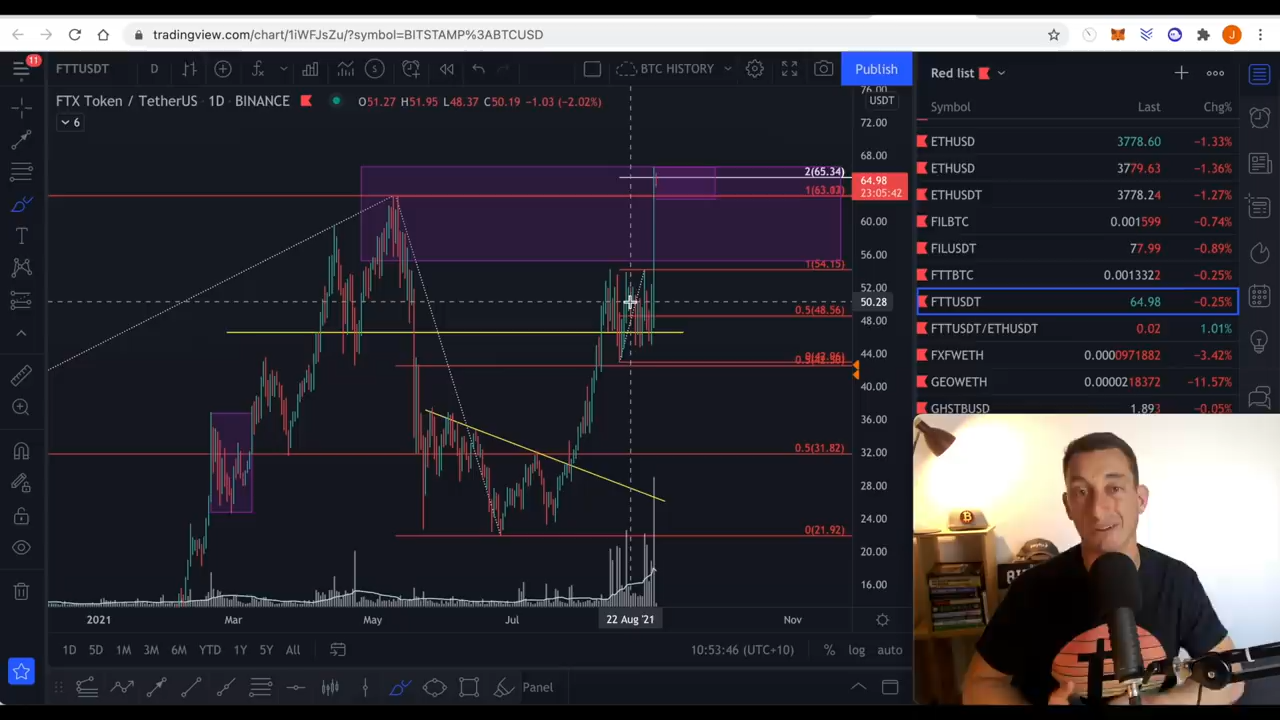 tradingview.com/chart/1iWFJsZu/?symbol=BITSTAMP%3ABTCUSD
J
11
FTTUSDT D BTC HISTORY Publish
FTX Token / TetherUS 1D BINANCE O51.27 H51.95 L48.37 C50.19 −1.03 (−2.02%)
6
76.00
USDT
72.00
68.00
64.98
23:05:42
60.00
56.00
52.00
50.28
48.00
44.00
40.00
36.00
32.00
28.00
24.00
20.00
16.00
2(65.34)
1(54.15)
0.5(48.56)
0.5(31.82)
0(21.92)
2021 Mar May Jul 22 Aug '21 Nov
1D 5D 1M 3M 6M YTD 1Y 5Y All 10:53:46 (UTC+10) % log auto
Panel
Red list
Symbol Last Chg%
ETHUSD 3778.60 −1.33%
ETHUSD 3779.63 −1.36%
ETHUSDT 3778.24 −1.27%
FILBTC 0.001599 −0.74%
FILUSDT 77.99 −0.89%
FTTBTC 0.0013322 −0.25%
FTTUSDT 64.98 −0.25%
FTTUSDT/ETHUSDT 0.02 1.01%
FXFWETH 0.0000971882 −3.42%
GEOWETH 0.000218372 −11.57%
GHSTBUSD 1.893 −0.05%